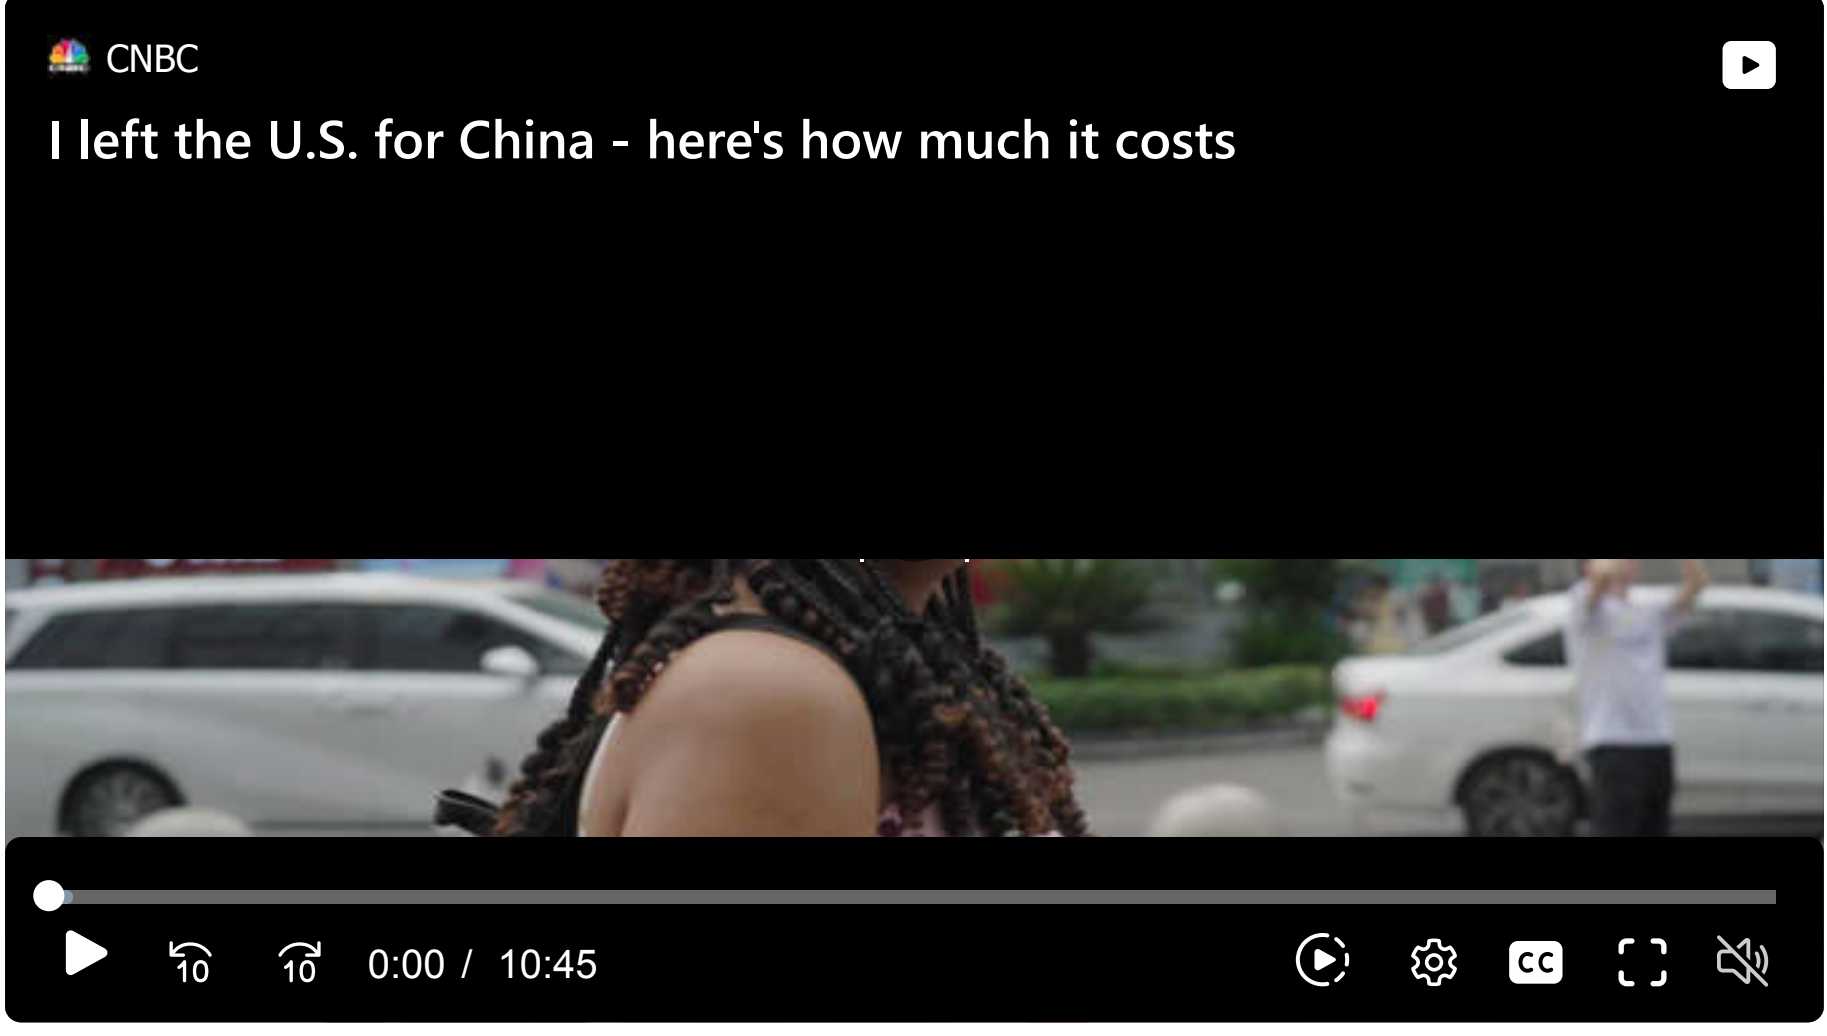 CNBC
I left the U.S. for China - here's how much it costs
10
10
0:00 / 10:45
CC